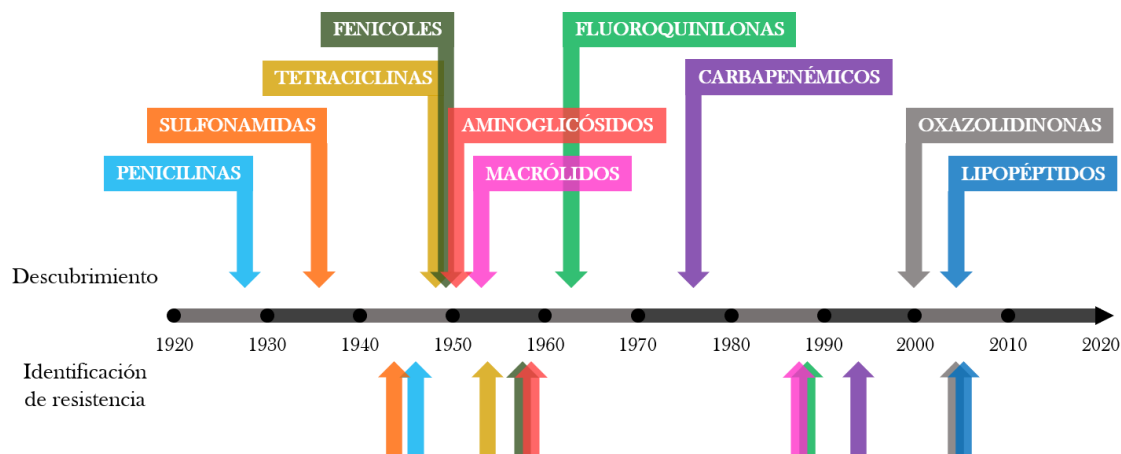 FENICOLES
FLUOROQUINILONAS
TETRACICLINAS
CARBAPENÉMICOS
SULFONAMIDAS
AMINOGLICÓSIDOS
OXAZOLIDINONAS
PENICILINAS
MACRÓLIDOS
LIPOPÉPTIDOS
Descubrimiento
1920 1930 1940 1950 1960 1970 1980 1990 2000 2010 2020
Identificación
de resistencia